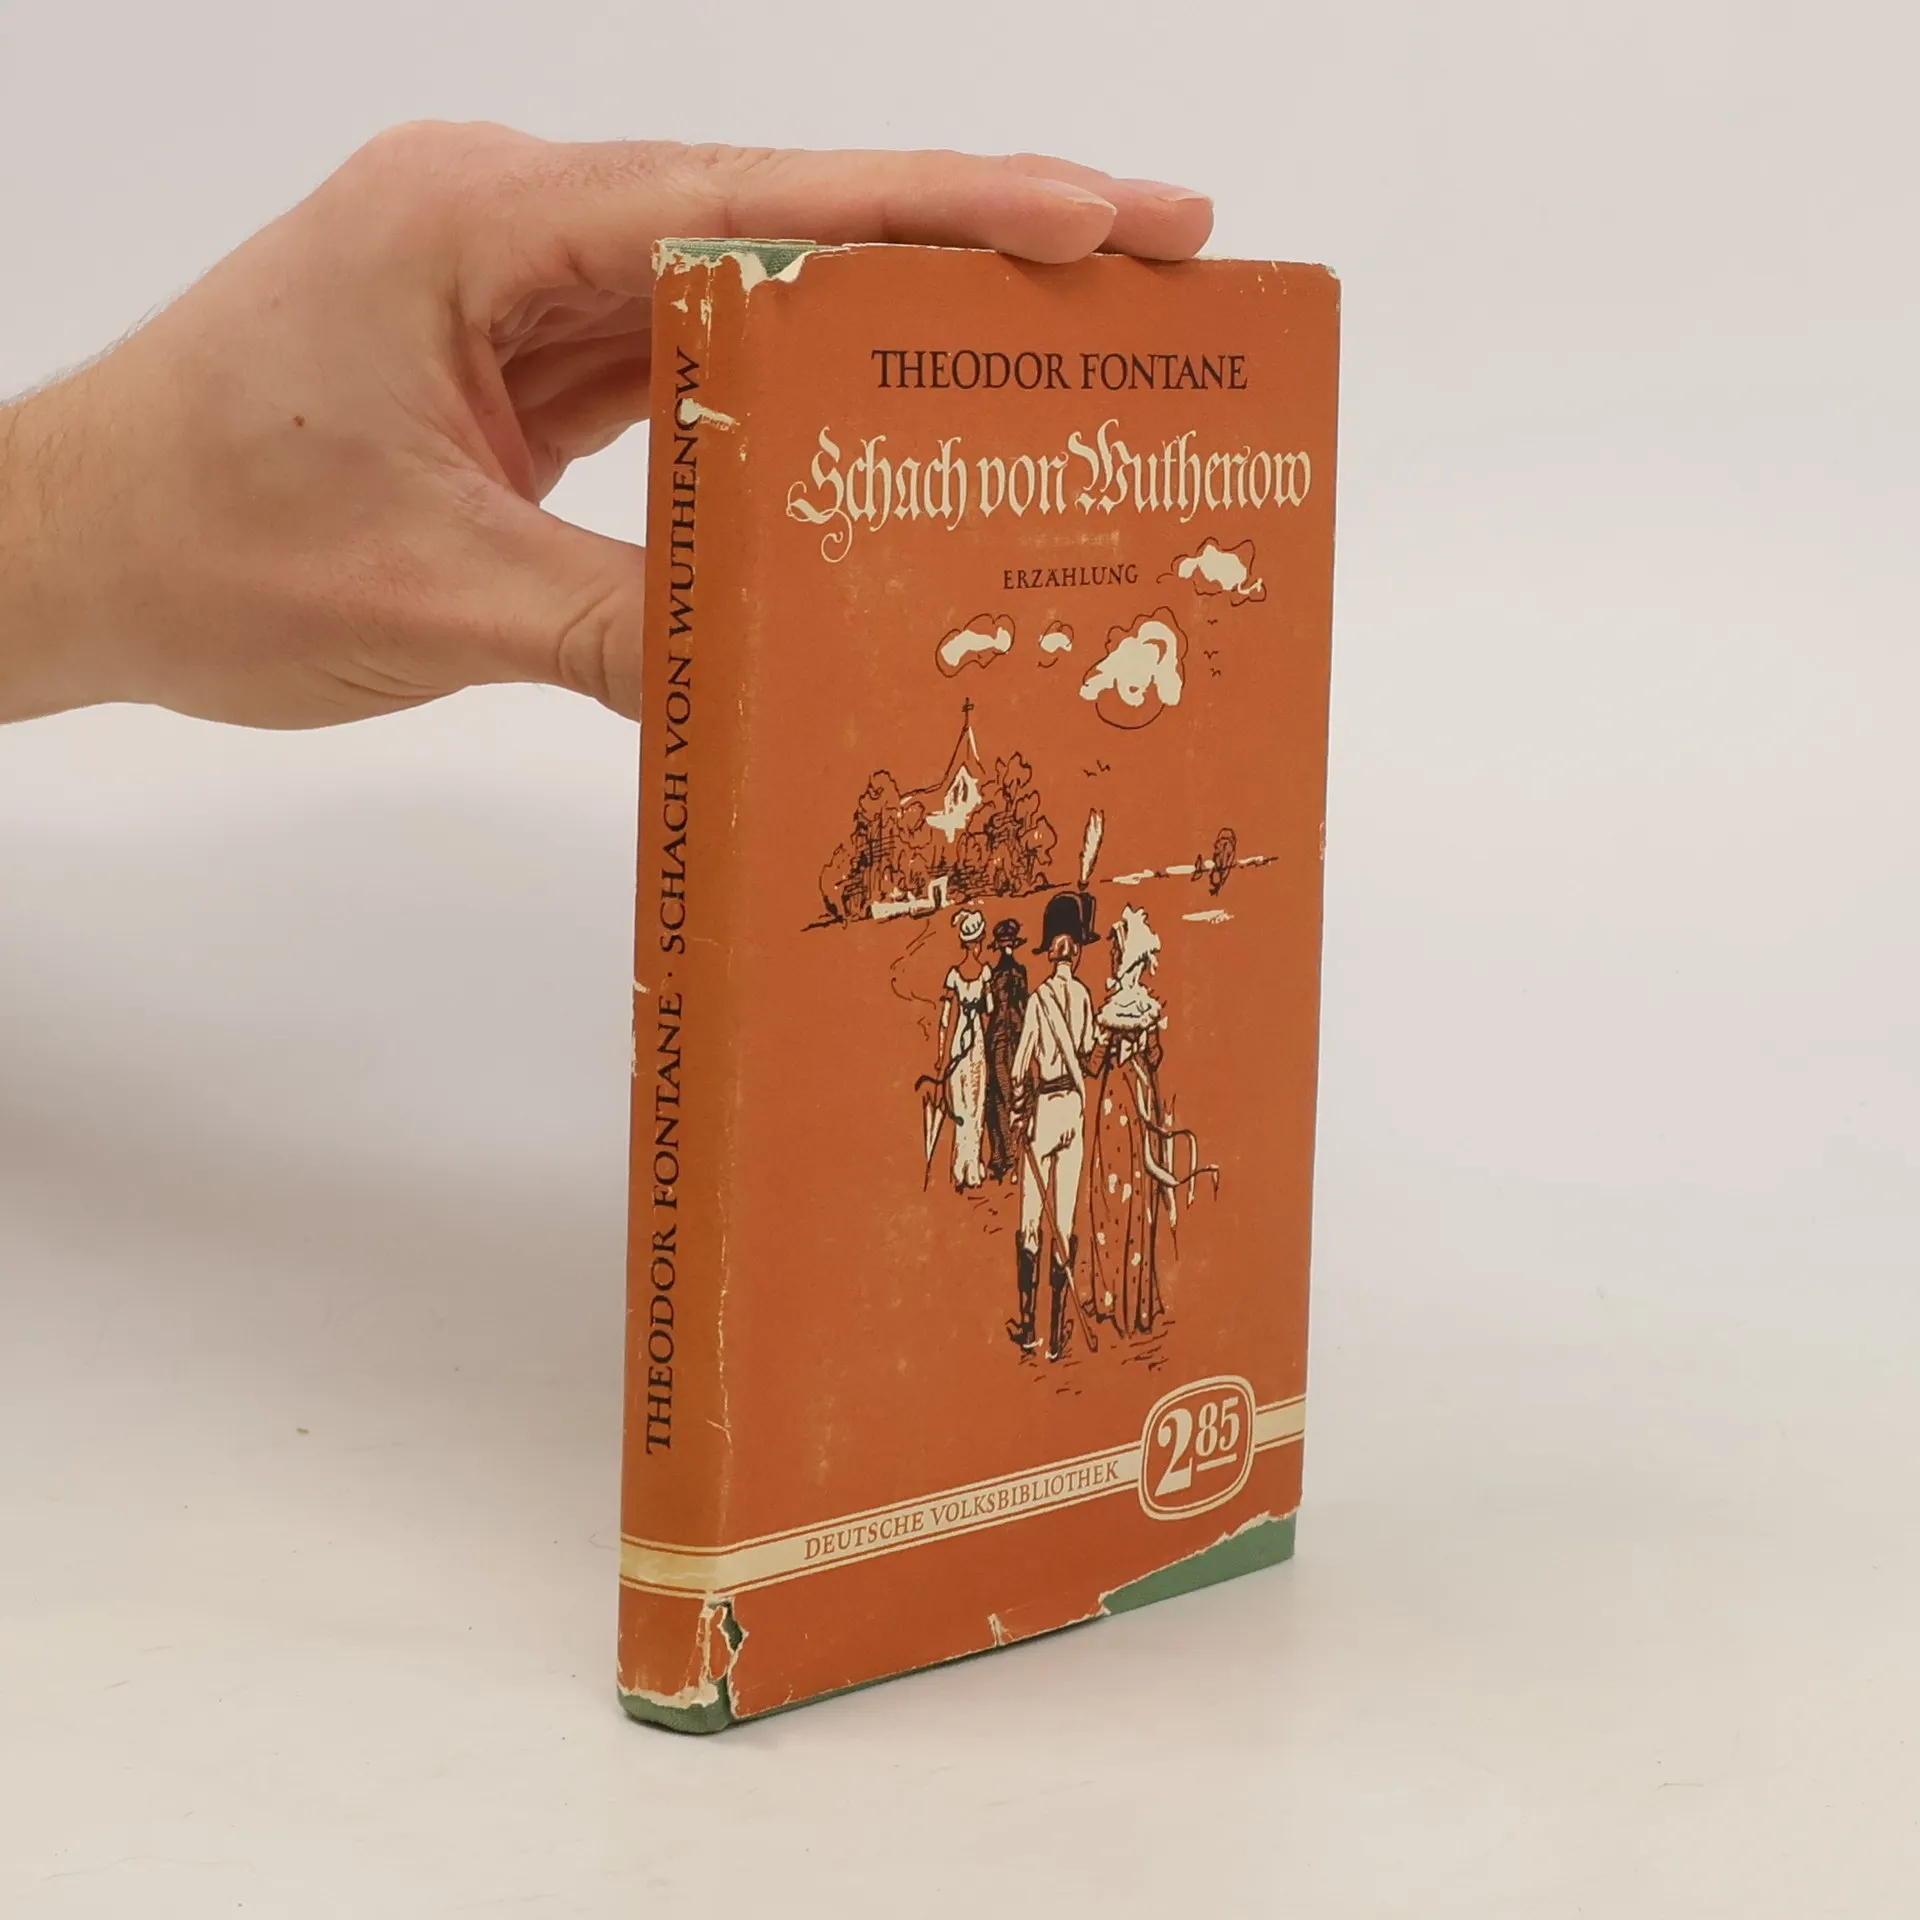 THEODOR FONTANE
Schach von Wuthenow
ERZÄHLUNG
DEUTSCHE VOLKSBIBLIOTHEK
2 85
THEODOR FONTANE · SCHACH VON WUTHENOW